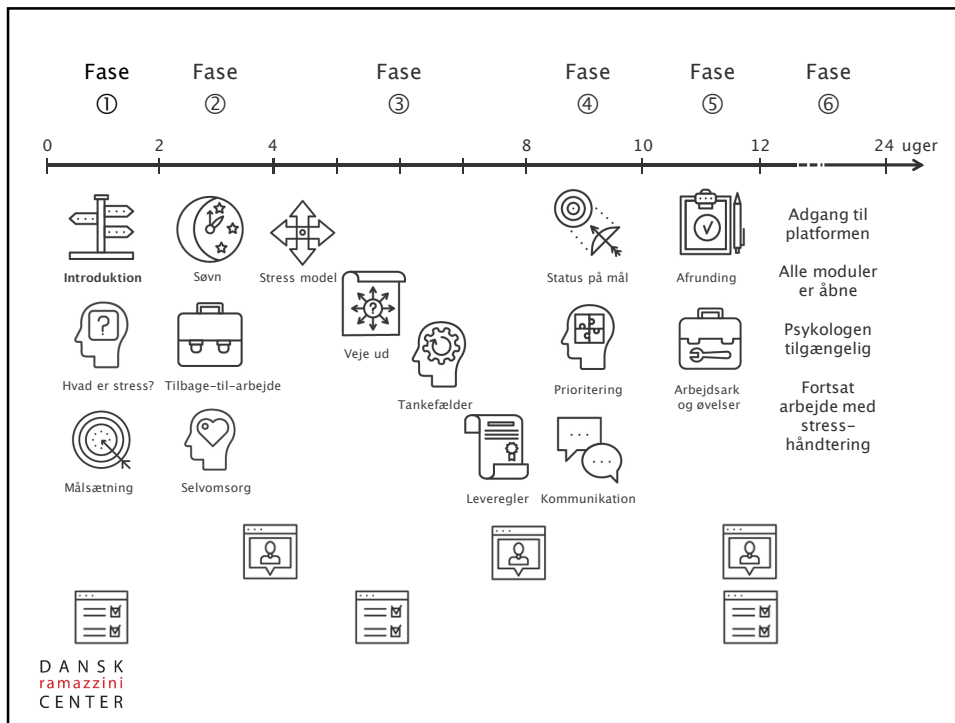 Fase
①
Fase
②
Fase
③
Fase
④
Fase
⑤
Fase
⑥
0
2
4
6
8
10
12
24 uger
Introduktion
Søvn
Stress model
Status på mål
Afrunding
Adgang til
platformen
Alle moduler
er åbne
Psykologen
tilgængelig
Fortsat
arbejde med
stress-
håndtering
?
Hvad er stress?
Tilbage-til-arbejde
?
Veje ud
Tankefælder
Prioritering
Arbejdsark
og øvelser
Målsætning
Selvomsorg
Leveregler
Kommunikation
DANSK
ramazzini
CENTER